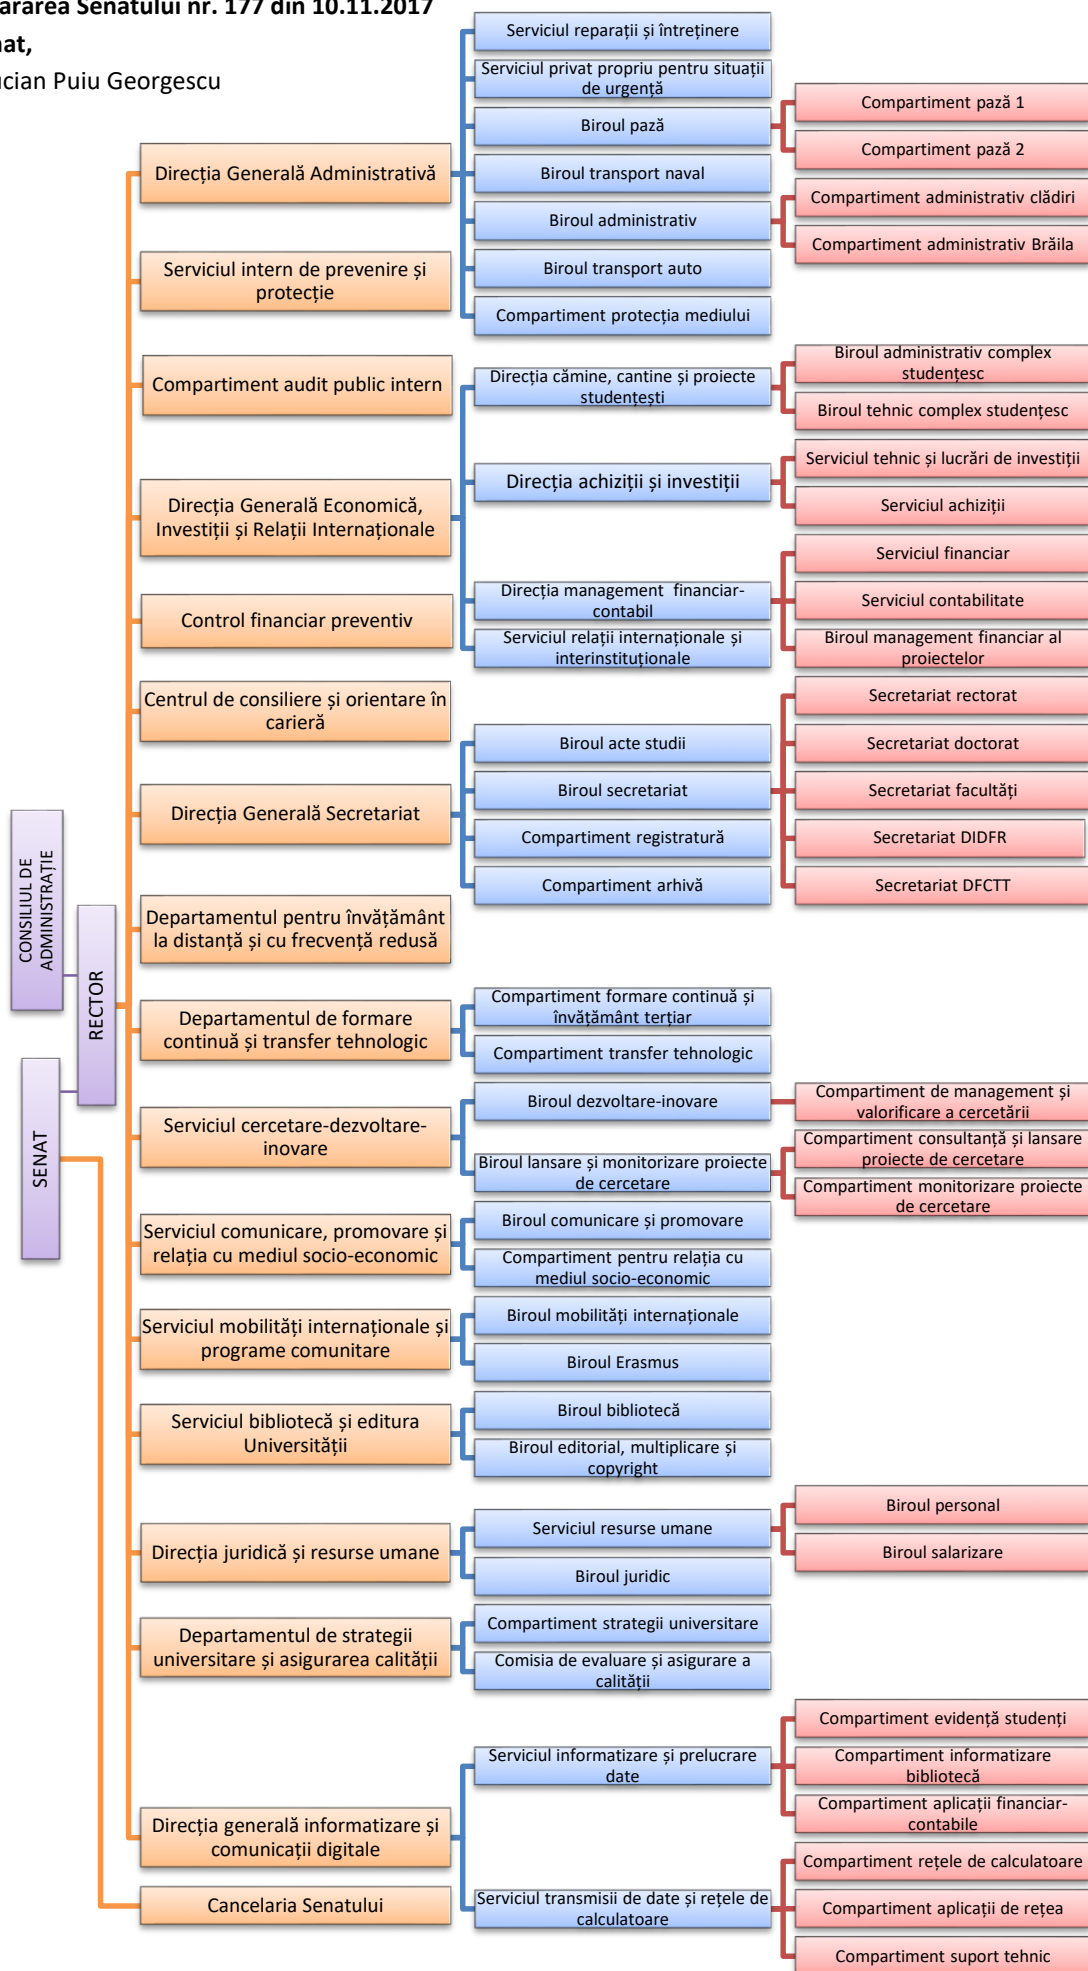 ararea Senatului nr. 177 din 10.11.2017
nat,
ucian Puiu Georgescu
CONSILIUL DE
ADMINISTRAȚIE
RECTOR
SENAT
Direcția Generală Administrativă
Serviciul reparații și întreținere
Serviciul privat propriu pentru situații
de urgență
Biroul pază
Compartiment pază 1
Compartiment pază 2
Biroul transport naval
Biroul administrativ
Compartiment administrativ clădiri
Compartiment administrativ Brăila
Biroul transport auto
Compartiment protecția mediului
Serviciul intern de prevenire și
protecție
Compartiment audit public intern
Direcția Generală Economică,
Investiții și Relații Internaționale
Direcția cămine, cantine și proiecte
studențești
Biroul administrativ complex
studențesc
Biroul tehnic complex studențesc
Direcția achiziții și investiții
Serviciul tehnic și lucrări de investiții
Serviciul achiziții
Direcția management financiar-
contabil
Serviciul financiar
Serviciul contabilitate
Biroul management financiar al
proiectelor
Serviciul relații internaționale și
interinstituționale
Control financiar preventiv
Centrul de consiliere și orientare în
carieră
Direcția Generală Secretariat
Biroul acte studii
Biroul secretariat
Secretariat rectorat
Secretariat doctorat
Secretariat facultăți
Secretariat DIDFR
Secretariat DFCTT
Compartiment registratură
Compartiment arhivă
Departamentul pentru învățământ
la distanță și cu frecvență redusă
Departamentul de formare
continuă și transfer tehnologic
Compartiment formare continuă și
învățământ terțiar
Compartiment transfer tehnologic
Serviciul cercetare-dezvoltare-
inovare
Biroul dezvoltare-inovare
Compartiment de management și
valorificare a cercetării
Biroul lansare și monitorizare proiecte
de cercetare
Compartiment consultanță și lansare
proiecte de cercetare
Compartiment monitorizare proiecte
de cercetare
Serviciul comunicare, promovare și
relația cu mediul socio-economic
Biroul comunicare și promovare
Compartiment pentru relația cu
mediul socio-economic
Serviciul mobilități internaționale și
programe comunitare
Biroul mobilități internaționale
Biroul Erasmus
Serviciul bibliotecă și editura
Universității
Biroul bibliotecă
Biroul editorial, multiplicare și
copyright
Direcția juridică și resurse umane
Serviciul resurse umane
Biroul personal
Biroul salarizare
Biroul juridic
Departamentul de strategii
universitare și asigurarea calității
Compartiment strategii universitare
Comisia de evaluare și asigurare a
calității
Direcția generală informatizare și
comunicații digitale
Serviciul informatizare și prelucrare
date
Compartiment evidență studenți
Compartiment informatizare
bibliotecă
Compartiment aplicații financiar-
contabile
Serviciul transmisii de date și rețele de
calculatoare
Compartiment rețele de calculatoare
Compartiment aplicații de rețea
Compartiment suport tehnic
Cancelaria Senatului